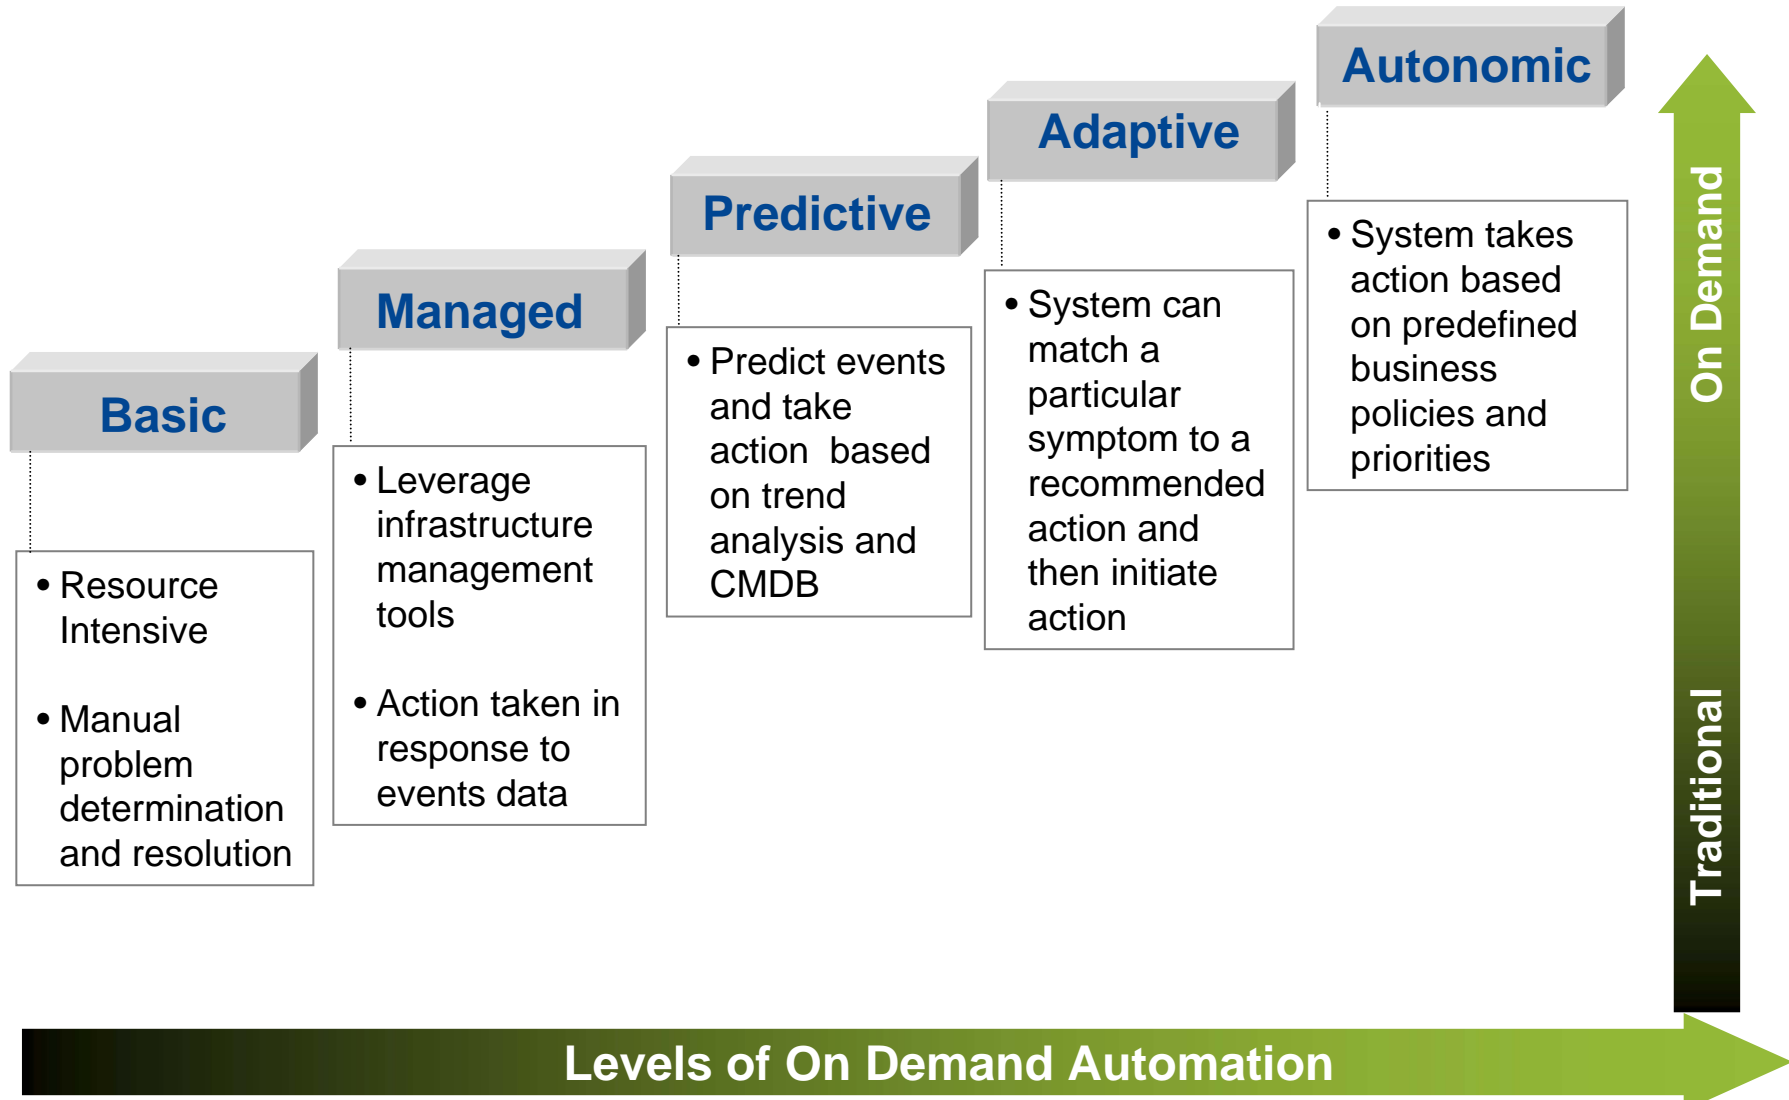 Basic
• Resource
Intensive
• Manual
problem
determination
and resolution
Managed
• Leverage
infrastructure
management
tools
• Action taken in
response to
events data
Predictive
• Predict events
and take
action  based
on trend
analysis and
CMDB
Adaptive
• System can
match a
particular
symptom to a
recommended
action and
then initiate
action
Autonomic
• System takes
action based
on predefined
business
policies and
priorities
On Demand
Traditional
Levels of On Demand Automation